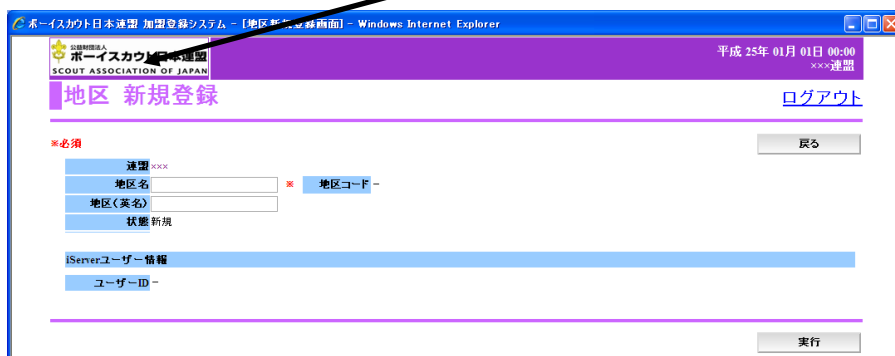 ボーイスカウト日本連盟 加盟登録システム - [地区新規登録画面] - Windows Internet Explorer
公益財団法人
ボーイスカウト日本連盟
SCOUT ASSOCIATION OF JAPAN
平成 25年 01月 01日 00:00
×××連盟
地区 新規登録
ログアウト
※必須
戻る
連盟 ×××
地区名 ※ 地区コード -
地区(英名)
状態 新規
iServerユーザー情報
ユーザーID -
実行